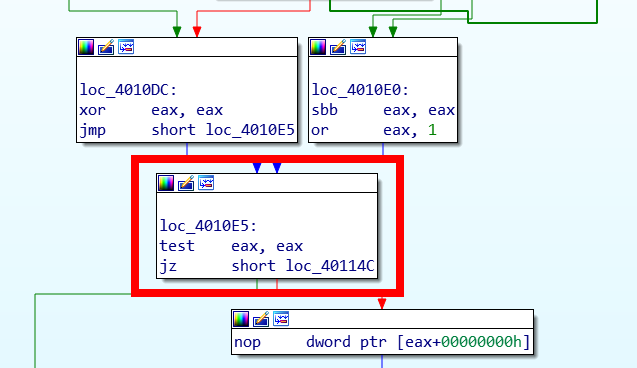 loc_4010DC:
xor eax, eax
jmp short loc_4010E5
loc_4010E0:
sbb eax, eax
or eax, 1
loc_4010E5:
test eax, eax
jz short loc_40114C
nop dword ptr [eax+00000000h]